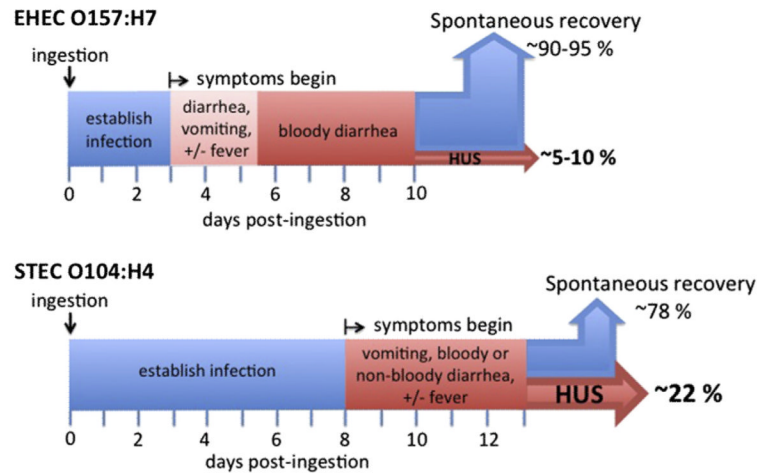 EHEC O157:H7
Spontaneous recovery
~90-95 %
ingestion
symptoms begin
establish
infection
diarrhea,
vomiting,
+/- fever
bloody diarrhea
HUS
~5-10 %
0 2 4 6 8 10
days post-ingestion
STEC O104:H4
ingestion
Spontaneous recovery
~78 %
symptoms begin
establish infection
vomiting, bloody or
non-bloody diarrhea,
+/- fever
HUS
~22 %
0 2 4 6 8 10 12
days post-ingestion